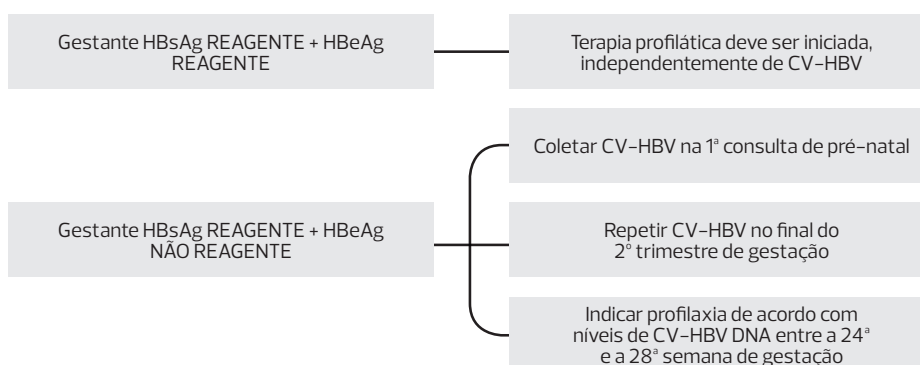 Gestante HBsAg REAGENTE + HBeAg
REAGENTE
Terapia profilática deve ser iniciada,
independentemente de CV-HBV
Coletar CV-HBV na 1ª consulta de pré-natal
Gestante HBsAg REAGENTE + HBeAg
NÃO REAGENTE
Repetir CV-HBV no final do
2º trimestre de gestação
Indicar profilaxia de acordo com
níveis de CV-HBV DNA entre a 24ª
e a 28ª semana de gestação